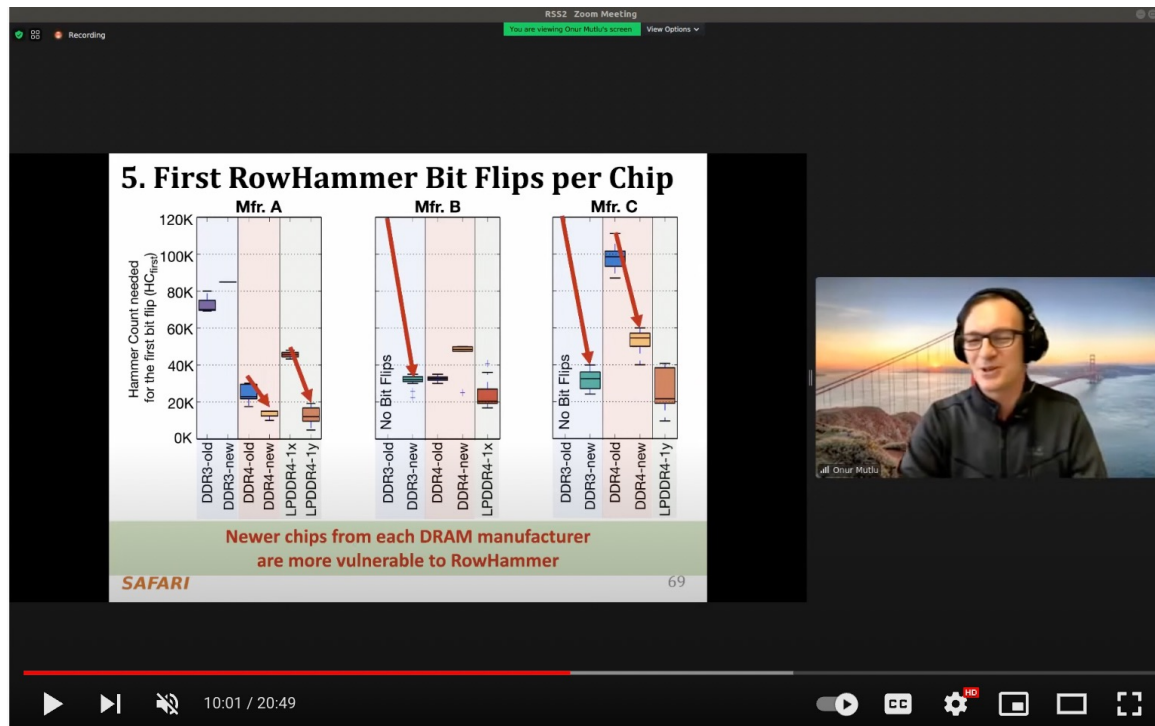 RSS2 Zoom Meeting
Recording
You are viewing Onur Mutlu's screen View Options
5. First RowHammer Bit Flips per Chip
Mfr. A Mfr. B Mfr. C
Hammer Count needed
for the first bit flip (HCfirst)
120K
100K
80K
60K
40K
20K
0K
No Bit Flips
No Bit Flips
DDR3-old DDR3-new DDR4-old DDR4-new LPDDR4-1x LPDDR4-1y
DDR3-old DDR3-new DDR4-old DDR4-new LPDDR4-1x
DDR3-old DDR3-new DDR4-old DDR4-new LPDDR4-1y
Newer chips from each DRAM manufacturer
are more vulnerable to RowHammer
SAFARI 69
Onur Mutlu
10:01 / 20:49
CC
HD